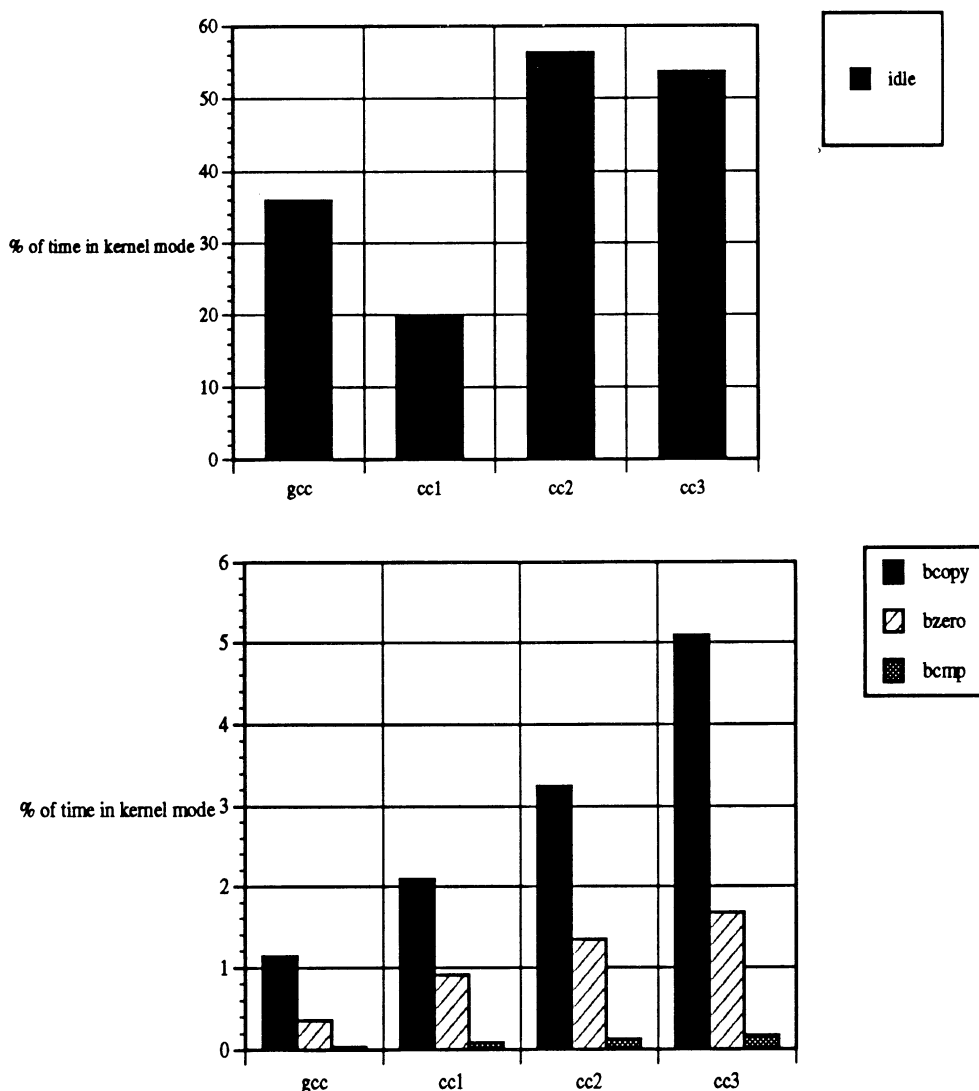 60
50
40
30
20
10
0
% of time in kernel mode
gcc
cc1
cc2
cc3
idle
6
5
4
3
2
1
0
% of time in kernel mode
gcc
cc1
cc2
cc3
bcopy
bzero
bcmp